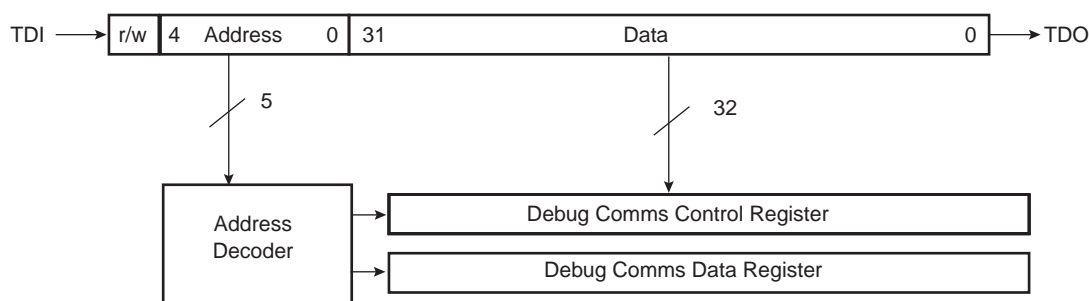 TDI r/w 4 Address 0 31 Data 0 TDO
5 32
Address Decoder
Debug Comms Control Register
Debug Comms Data Register